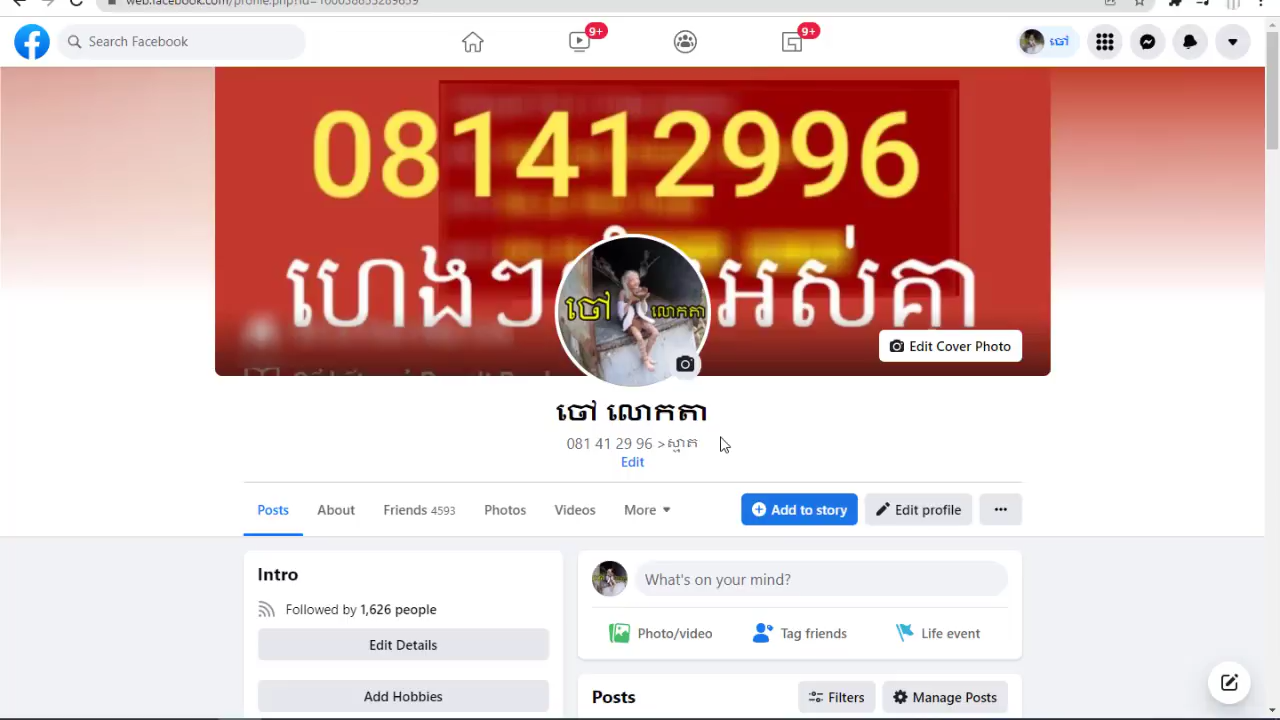 Search Facebook
9+
9+
ចៅ
081412996
ហេងៗ
អស់គ្នា
Edit Cover Photo
ចៅ
លោកតា
ចៅ លោកតា
081 41 29 96 >ស្មាត
Edit
Posts
About
Friends 4593
Photos
Videos
More
Add to story
Edit profile
Intro
Followed by 1,626 people
Edit Details
Add Hobbies
What's on your mind?
Photo/video
Tag friends
Life event
Posts
Filters
Manage Posts